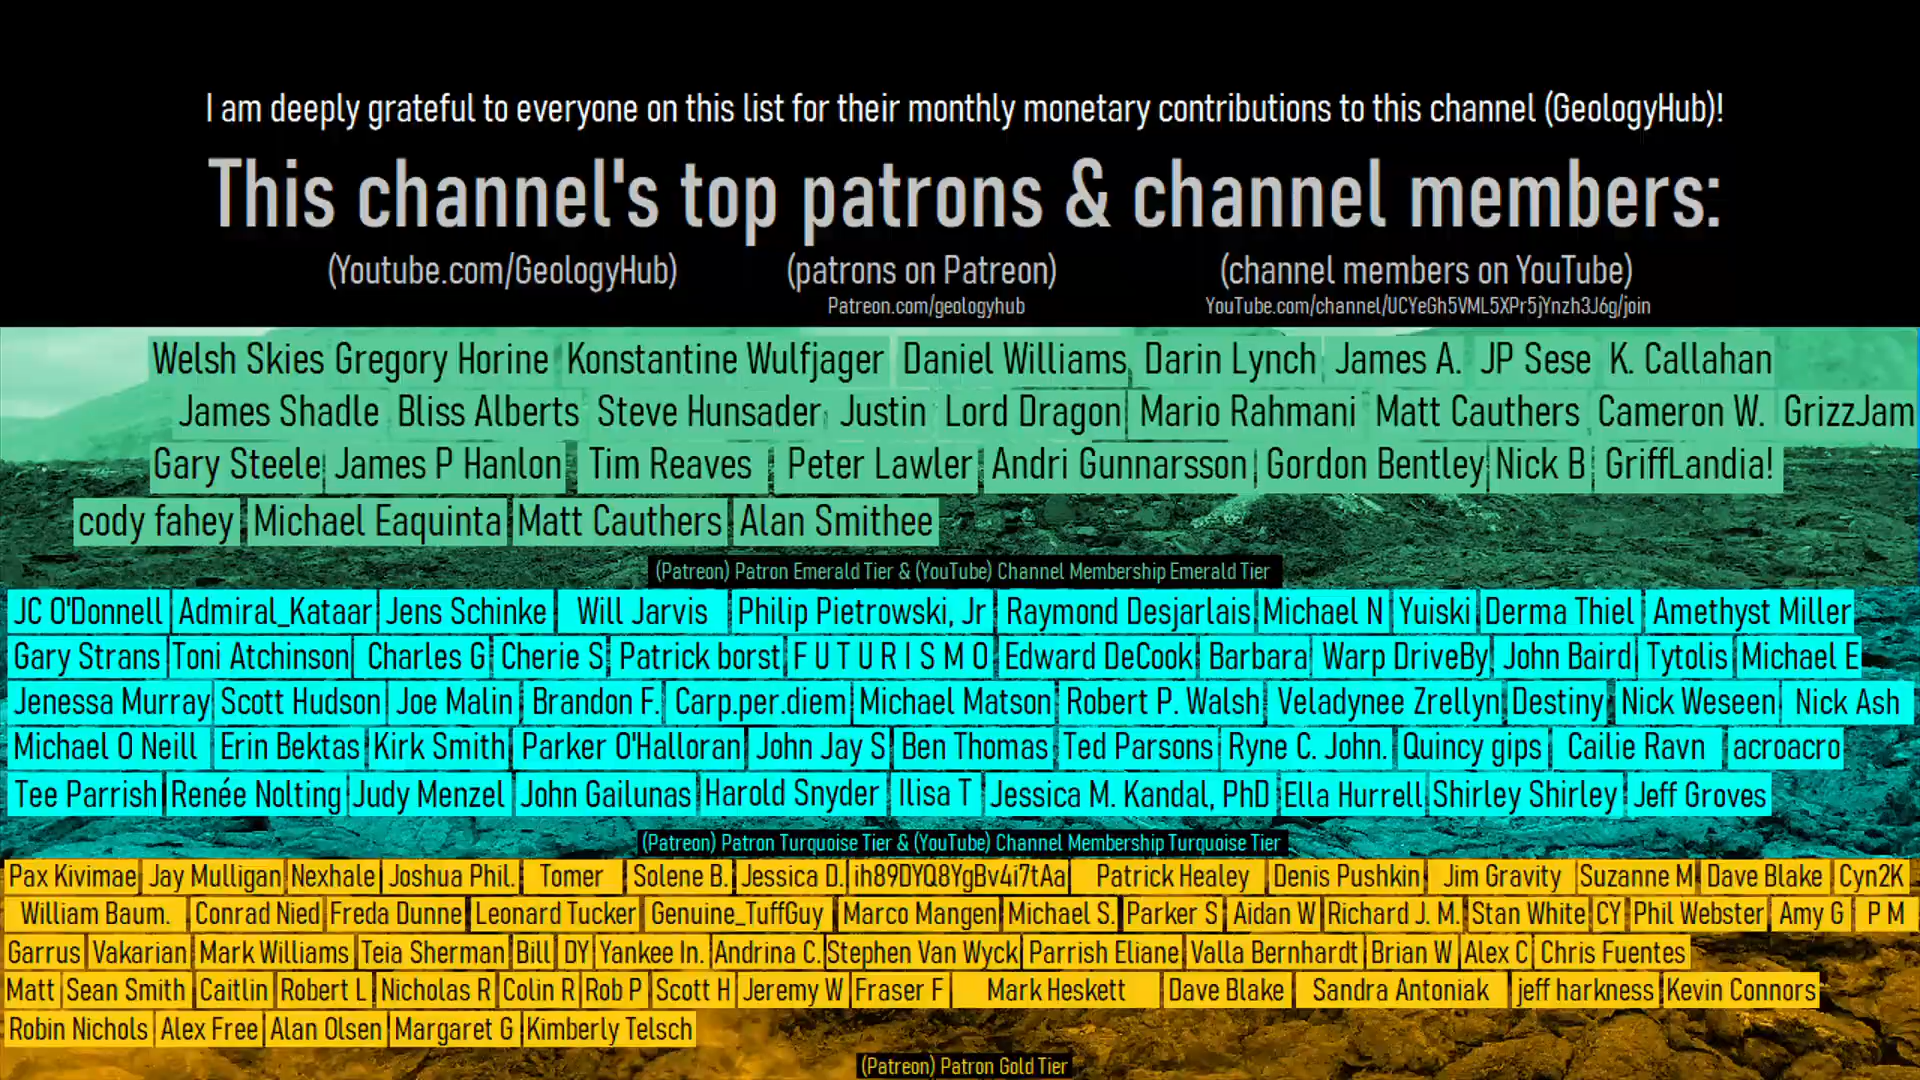 I am deeply grateful to everyone on this list for their monthly monetary contributions to this channel (GeologyHub)!
This channel's top patrons & channel members:
(Youtube.com/GeologyHub) (patrons on Patreon) (channel members on YouTube)
Patreon.com/geologyhub YouTube.com/channel/UCYeGh5VML5XPr5jYnzh3J6g/join
Welsh Skies Gregory Horine Konstantine Wulfjager Daniel Williams Darin Lynch James A. JP Sese K. Callahan
James Shadle Bliss Alberts Steve Hunsader Justin Lord Dragon Mario Rahmani Matt Cauthers Cameron W. GrizzJam
Gary Steele James P Hanlon Tim Reaves Peter Lawler Andri Gunnarsson Gordon Bentley Nick B GriffLandia!
cody fahey Michael Eaquinta Matt Cauthers Alan Smithee
(Patreon) Patron Emerald Tier & (YouTube) Channel Membership Emerald Tier
JC O'Donnell Admiral_Kataar Jens Schinke Will Jarvis Philip Pietrowski, Jr Raymond Desjarlais Michael N Yuiski Derma Thiel Amethyst Miller
Gary Strans Toni Atchinson Charles G Cherie S Patrick borst F U T U R I S M O Edward DeCook Barbara Warp DriveBy John Baird Tytolis Michael E
Jenessa Murray Scott Hudson Joe Malin Brandon F. Carp.per.diem Michael Matson Robert P. Walsh Veladynee Zrellyn Destiny Nick Weseen Nick Ash
Michael O Neill Erin Bektas Kirk Smith Parker O'Halloran John Jay S Ben Thomas Ted Parsons Ryne C. John. Quincy gips Cailie Ravn acroacro
Tee Parrish Renée Nolting Judy Menzel John Gailunas Harold Snyder Ilisa T Jessica M. Kandal, PhD Ella Hurrell Shirley Shirley Jeff Groves
(Patreon) Patron Turquoise Tier & (YouTube) Channel Membership Turquoise Tier
Pax Kivimae Jay Mulligan Nexhale Joshua Phil. Tomer Solene B. Jessica D. ih89DYQ8YgBv4i7tAa Patrick Healey Denis Pushkin Jim Gravity Suzanne M Dave Blake Cyn2K
William Baum. Conrad Nied Freda Dunne Leonard Tucker Genuine_TuffGuy Marco Mangen Michael S. Parker S Aidan W Richard J. M. Stan White CY Phil Webster Amy G P M
Garrus Vakarian Mark Williams Teia Sherman Bill DY Yankee In. Andrina C. Stephen Van Wyck Parrish Eliane Valla Bernhardt Brian W Alex C Chris Fuentes
Matt Sean Smith Caitlin Robert L Nicholas R Colin R Rob P Scott H Jeremy W Fraser F Mark Heskett Dave Blake Sandra Antoniak jeff harkness Kevin Connors
Robin Nichols Alex Free Alan Olsen Margaret G Kimberly Telsch
(Patreon) Patron Gold Tier